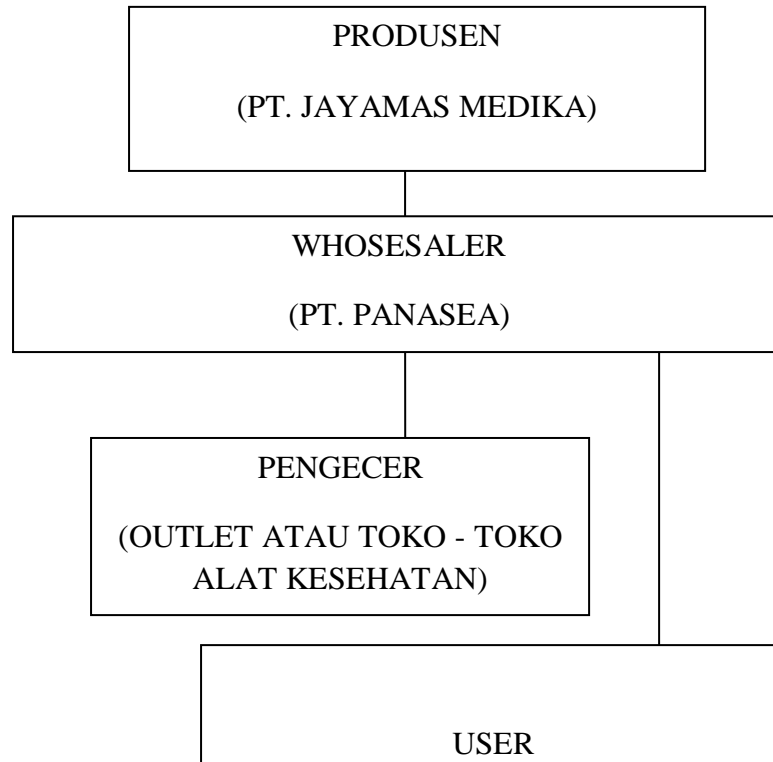 PRODUSEN
(PT. JAYAMAS MEDIKA)
WHOSESALER
(PT. PANASEA)
PENGECER
(OUTLET ATAU TOKO - TOKO
ALAT KESEHATAN)
USER